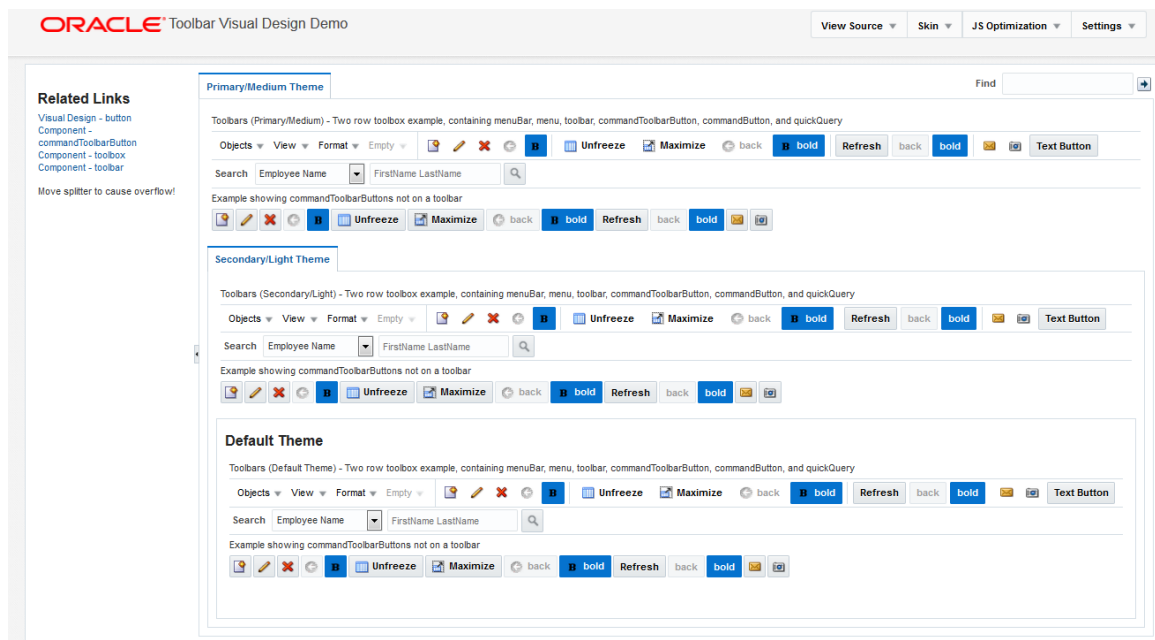 ORACLE Toolbar Visual Design Demo
View Source Skin JS Optimization Settings
Related Links
Visual Design - button
Component -
commandToolbarButton
Component - toolbox
Component - toolbar
Move splitter to cause overflow!
Primary/Medium Theme
Find
Toolbars (Primary/Medium) - Two row toolbox example, containing menuBar, menu, toolbar, commandToolbarButton, commandButton, and quickQuery
Objects View Format Empty B Unfreeze Maximize back B bold Refresh back bold Text Button
Search Employee Name FirstName LastName
Example showing commandToolbarButtons not on a toolbar
B Unfreeze Maximize back B bold Refresh back bold
Secondary/Light Theme
Toolbars (Secondary/Light) - Two row toolbox example, containing menuBar, menu, toolbar, commandToolbarButton, commandButton, and quickQuery
Objects View Format Empty B Unfreeze Maximize back B bold Refresh back bold Text Button
Search Employee Name FirstName LastName
Example showing commandToolbarButtons not on a toolbar
B Unfreeze Maximize back B bold Refresh back bold
Default Theme
Toolbars (Default Theme) - Two row toolbox example, containing menuBar, menu, toolbar, commandToolbarButton, commandButton, and quickQuery
Objects View Format Empty B Unfreeze Maximize back B bold Refresh back bold Text Button
Search Employee Name FirstName LastName
Example showing commandToolbarButtons not on a toolbar
B Unfreeze Maximize back B bold Refresh back bold